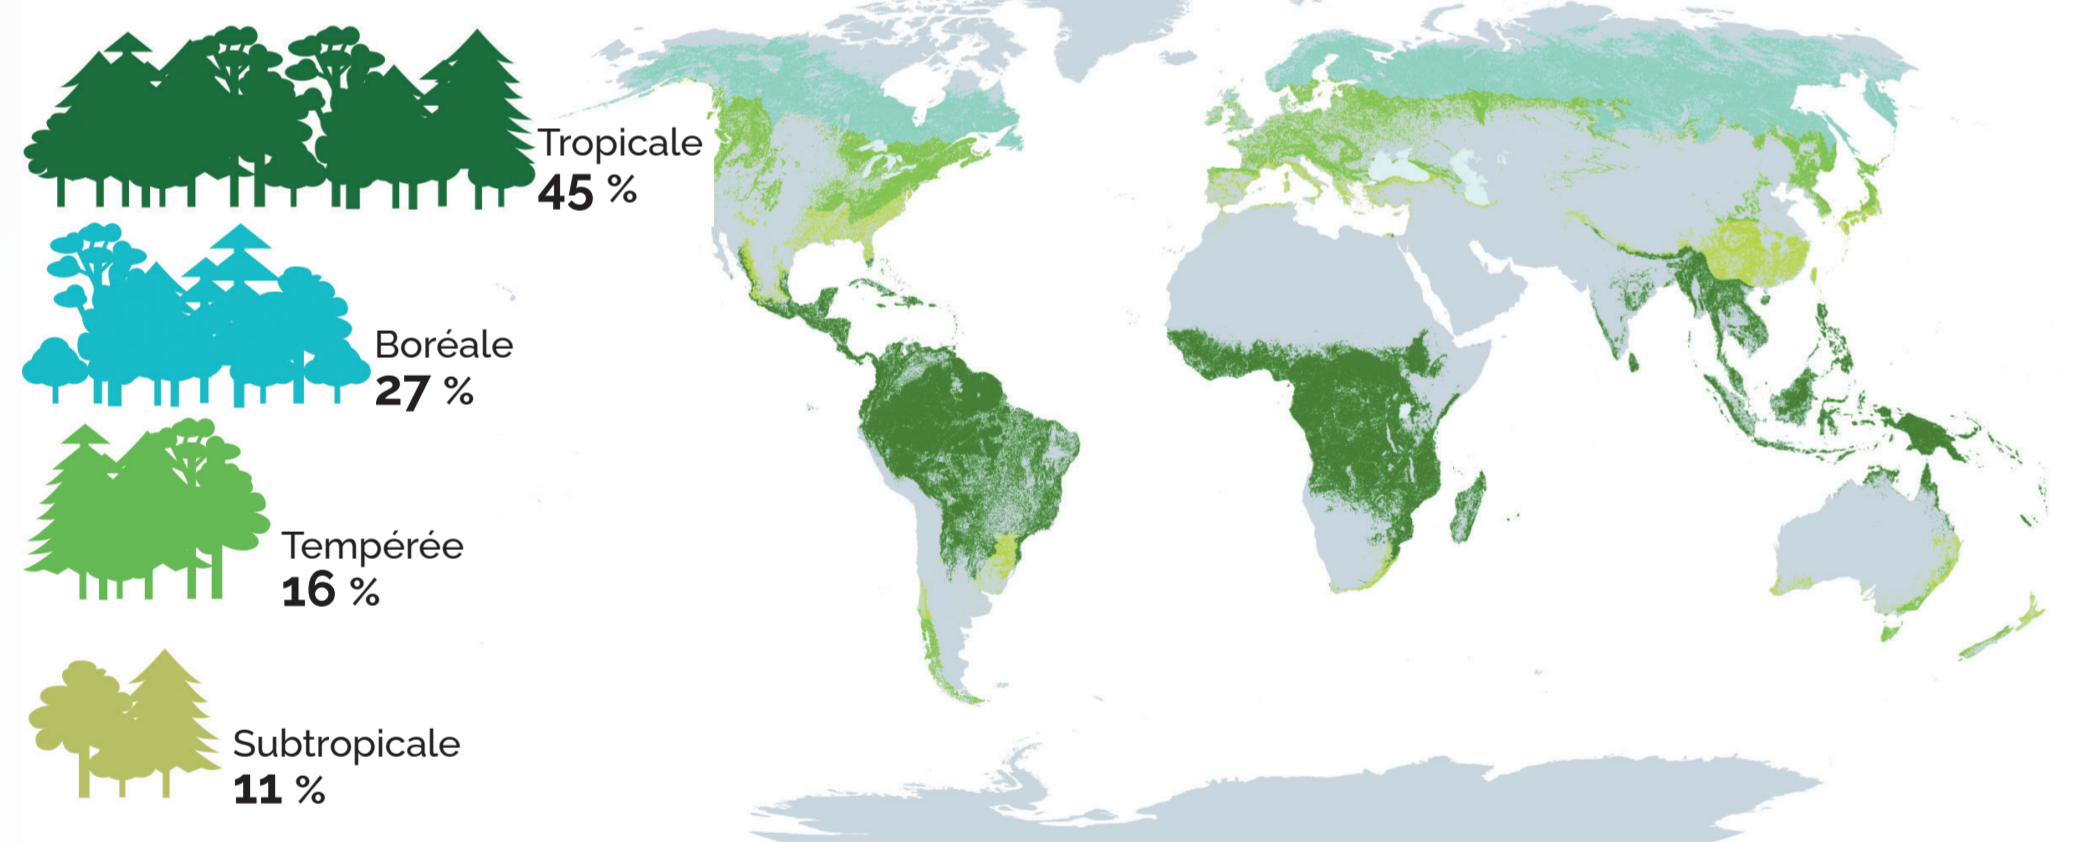 Tropicale
45 %
Boréale
27 %
Tempérée
16 %
Subtropicale
11 %